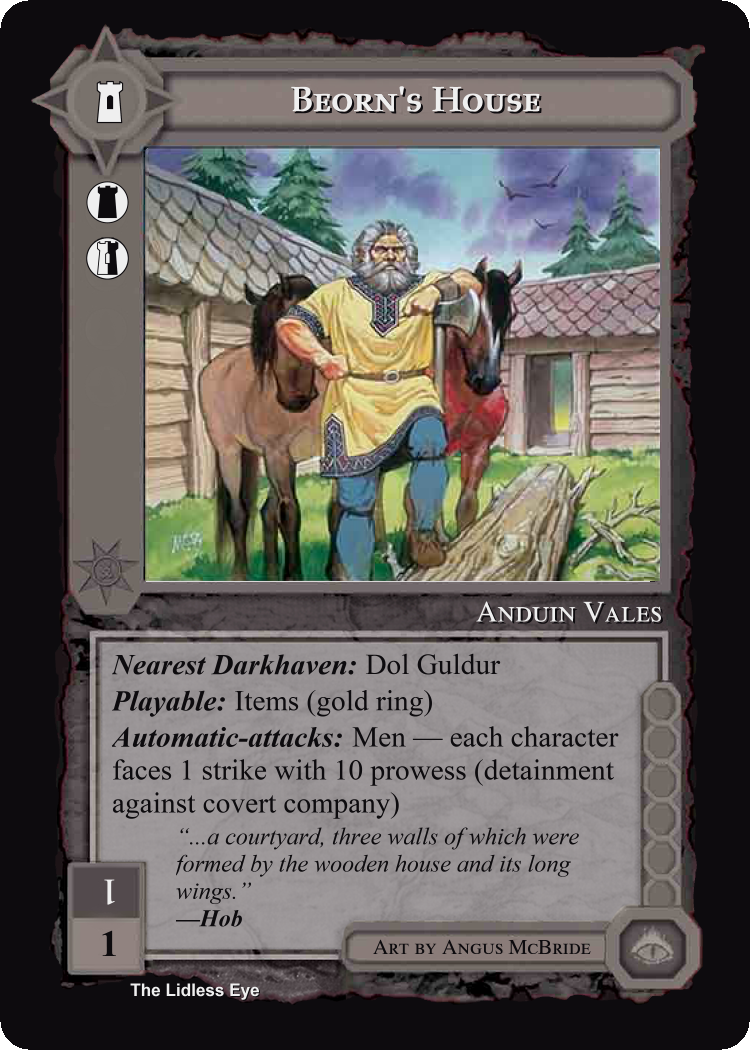 Beorn's House
Anduin Vales
Nearest Darkhaven: Dol Guldur
Playable: Items (gold ring)
Automatic-attacks: Men — each character
faces 1 strike with 10 prowess (detainment
against covert company)
“...a courtyard, three walls of which were
formed by the wooden house and its long
wings.”
—Hob
1
1
Art by Angus McBride
The Lidless Eye